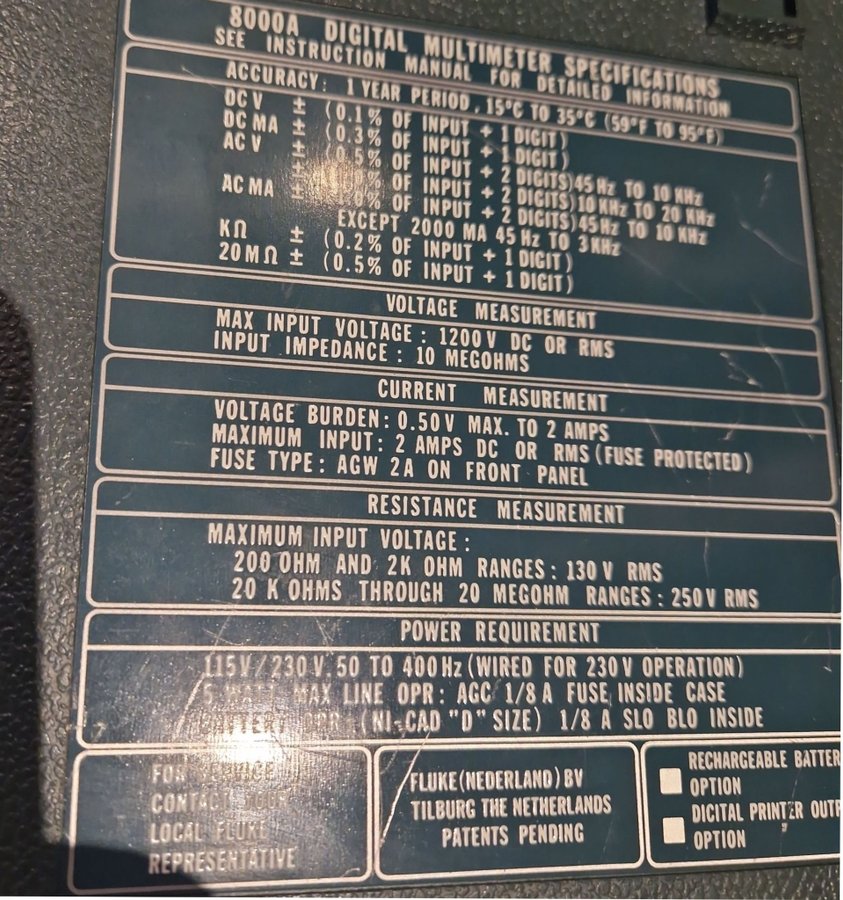 8000A DIGITAL MULTIMETER SPECIFICATIONS
SEE INSTRUCTION MANUAL FOR DETAILED INFORMATION
ACCURACY: 1 YEAR PERIOD, 15°C TO 35°C (59°F TO 95°F)
DC V ± (0.1% OF INPUT + 1 DIGIT)
DC MA ± (0.3% OF INPUT + 1 DIGIT)
AC V ± (0.5% OF INPUT + 2 DIGITS) 45 Hz TO 10 KHz
± % OF INPUT + 2 DIGITS) 10 KHz TO 20 KHz
AC MA ± % OF INPUT + 2 DIGITS) 45 Hz TO 10 KHz
EXCEPT 2000 MA 45 Hz TO 3 KHz
KΩ ± (0.2% OF INPUT + 1 DIGIT)
20 MΩ ± (0.5% OF INPUT + 1 DIGIT)
VOLTAGE MEASUREMENT
MAX INPUT VOLTAGE : 1200 V DC OR RMS
INPUT IMPEDANCE : 10 MEGOHMS
CURRENT MEASUREMENT
VOLTAGE BURDEN: 0.50 V MAX. TO 2 AMPS
MAXIMUM INPUT: 2 AMPS DC OR RMS (FUSE PROTECTED)
FUSE TYPE: AGW 2A ON FRONT PANEL
RESISTANCE MEASUREMENT
MAXIMUM INPUT VOLTAGE :
200 OHM AND 2K OHM RANGES: 130 V RMS
20 K OHMS THROUGH 20 MEGOHM RANGES : 250 V RMS
POWER REQUIREMENT
115V/230 V. 50 TO 400 Hz (WIRED FOR 230 V OPERATION)
5 WATT MAX LINE OPR: AGC 1/8 A FUSE INSIDE CASE
BATTERY OPR (NI-CAD "D" SIZE) 1/8 A SLO BLO INSIDE
FOR SERVICE
CONTACT YOUR
LOCAL FLUKE
REPRESENTATIVE
FLUKE (NEDERLAND) BV
TILBURG THE NETHERLANDS
PATENTS PENDING
RECHARGEABLE BATTER
OPTION
DIGITAL PRINTER OUTP
OPTION